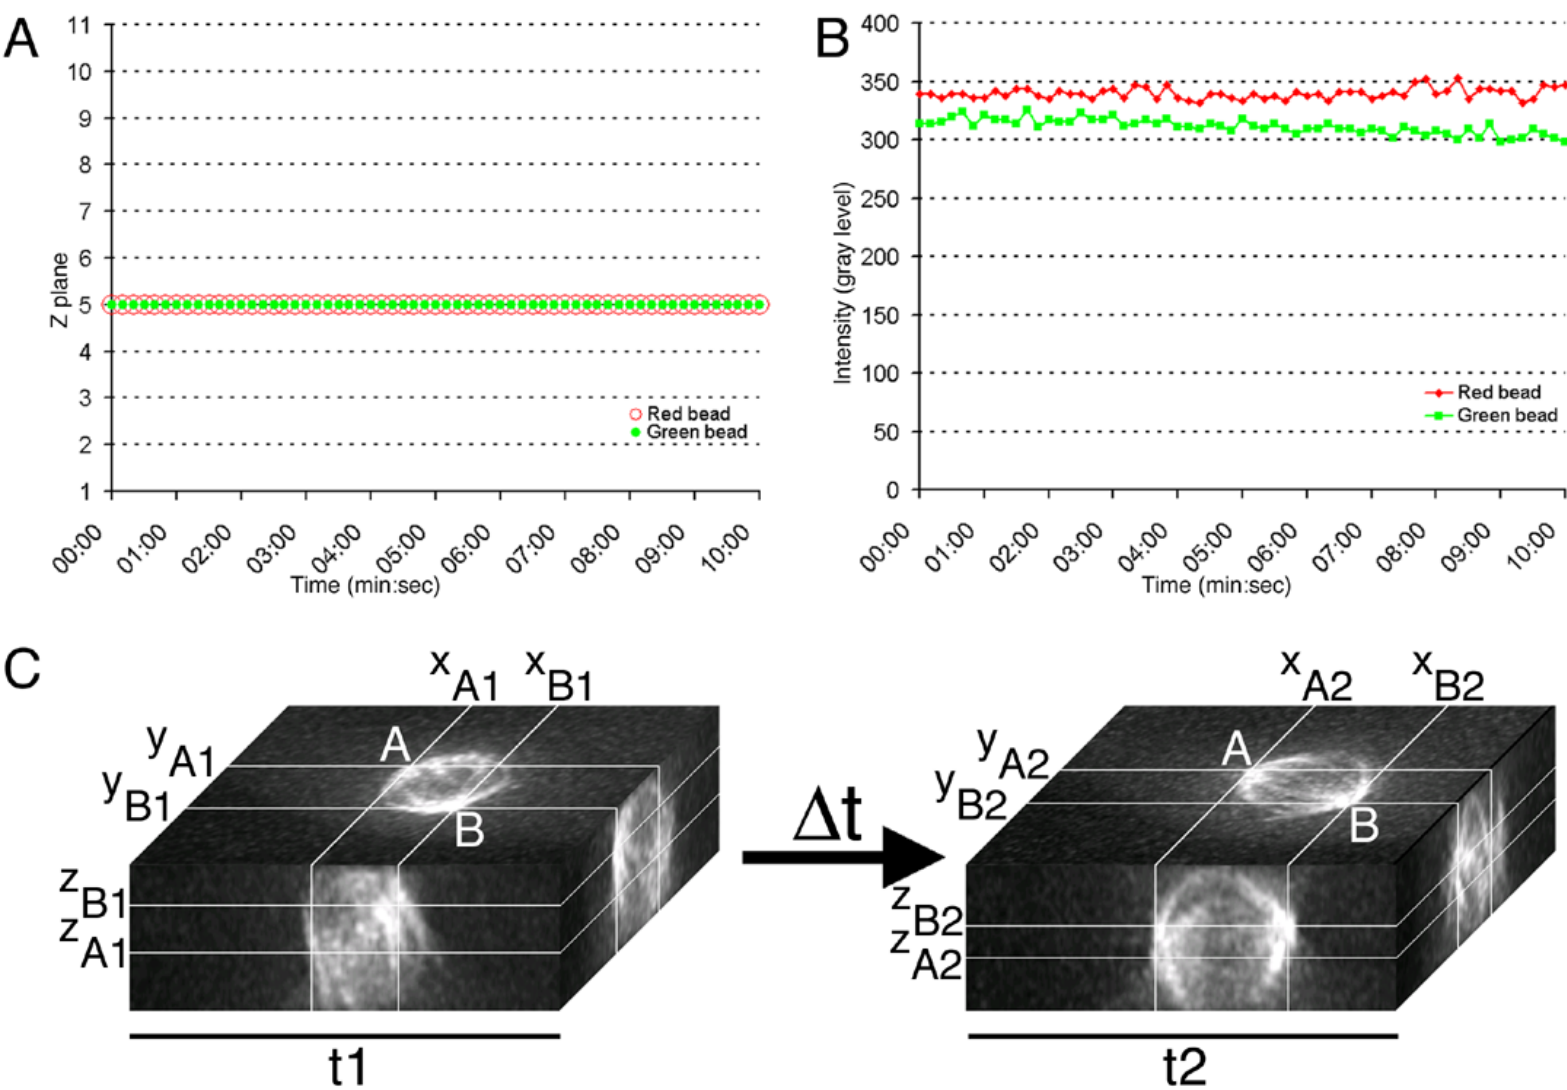 A
11
10
9
8
7
6
5
4
3
2
1
Z plane
Red bead
Green bead
00:00 01:00 02:00 03:00 04:00 05:00 06:00 07:00 08:00 09:00 10:00
Time (min:sec)
B
400
350
300
250
200
150
100
50
0
Intensity (gray level)
Red bead
Green bead
00:00 01:00 02:00 03:00 04:00 05:00 06:00 07:00 08:00 09:00 10:00
Time (min:sec)
C
xA1 xB1
yA1
yB1
A
B
zB1
zA1
t1
Δt
xA2 xB2
yA2
yB2
A
B
zB2
zA2
t2